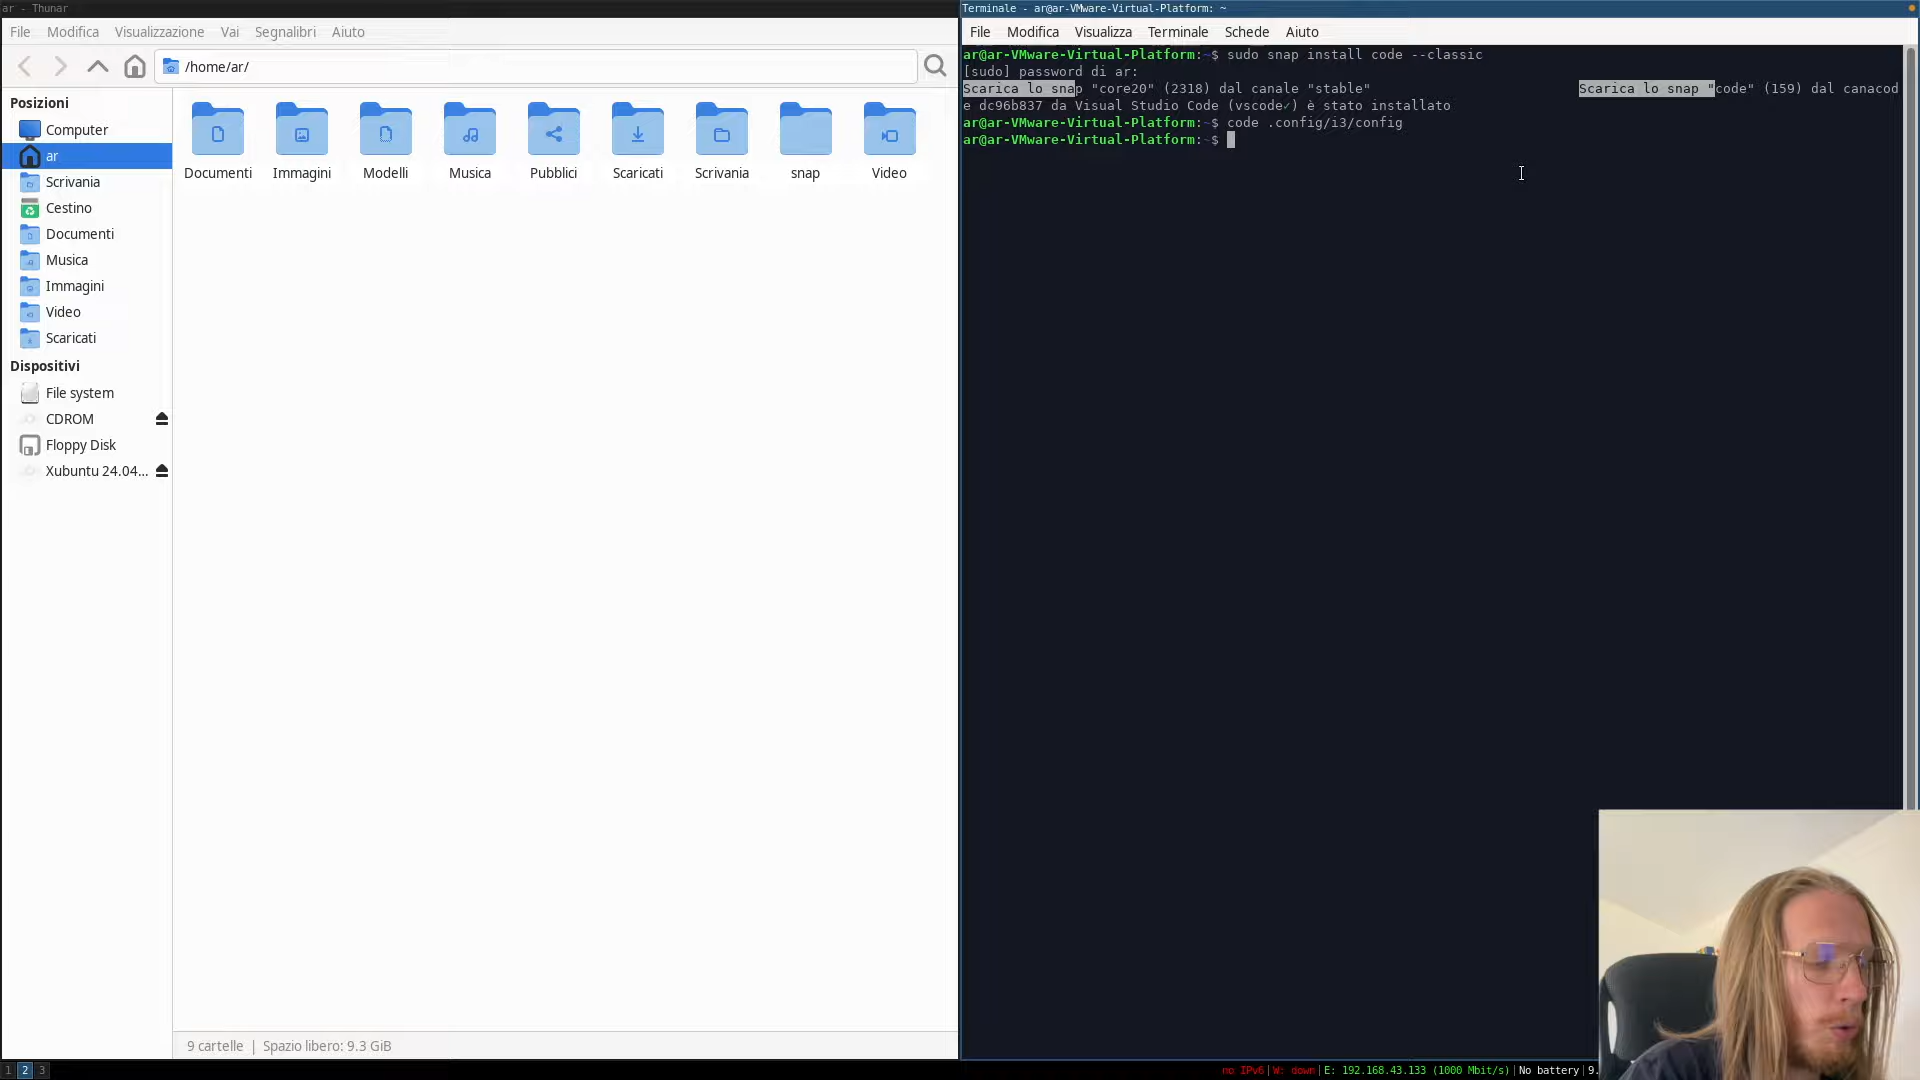 ar - Thunar
File Modifica Visualizzazione Vai Segnalibri Aiuto
/home/ar/
Posizioni
Computer
ar
Scrivania
Cestino
Documenti
Musica
Immagini
Video
Scaricati
Dispositivi
File system
CDROM
Floppy Disk
Xubuntu 24.04...
Documenti Immagini Modelli Musica Pubblici Scaricati Scrivania snap Video
9 cartelle | Spazio libero: 9.3 GiB
Terminale - ar@ar-VMware-Virtual-Platform: ~
File Modifica Visualizza Terminale Schede Aiuto
ar@ar-VMware-Virtual-Platform:~$ sudo snap install code --classic
[sudo] password di ar:
Scarica lo snap "core20" (2318) dal canale "stable" Scarica lo snap "code" (159) dal canacod
e dc96b837 da Visual Studio Code (vscode✓) è stato installato
ar@ar-VMware-Virtual-Platform:~$ code .config/i3/config
ar@ar-VMware-Virtual-Platform:~$
1 2 3
no IPv6|W: down|E: 192.168.43.133 (1000 Mbit/s)|No battery|9.